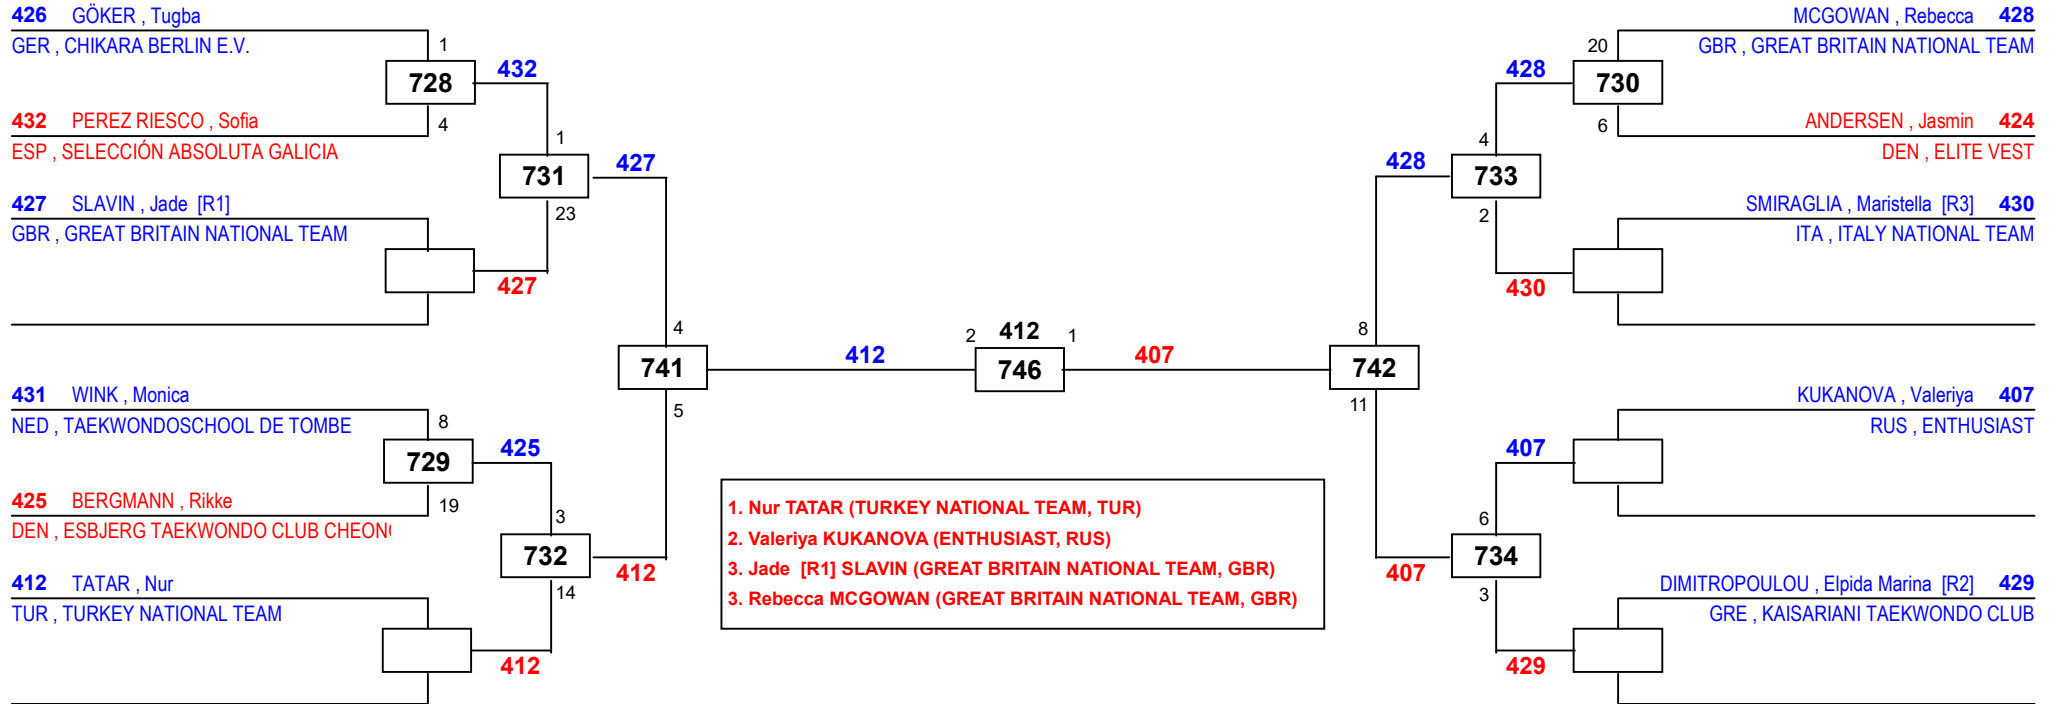 426 GÖKER , Tugba
GER , CHIKARA BERLIN E.V.
1
728
432
4
432 PEREZ RIESCO , Sofia
ESP , SELECCIÓN ABSOLUTA GALICIA
1
731
427
23
427 SLAVIN , Jade [R1]
GBR , GREAT BRITAIN NATIONAL TEAM
427
4
741
412
5
431 WINK , Monica
NED , TAEKWONDOSCHOOL DE TOMBE
8
729
425
19
425 BERGMANN , Rikke
DEN , ESBJERG TAEKWONDO CLUB CHEON
3
732
412
14
412 TATAR , Nur
TUR , TURKEY NATIONAL TEAM
412
2 412 1
746
407
1. Nur TATAR (TURKEY NATIONAL TEAM, TUR)
2. Valeriya KUKANOVA (ENTHUSIAST, RUS)
3. Jade [R1] SLAVIN (GREAT BRITAIN NATIONAL TEAM, GBR)
3. Rebecca MCGOWAN (GREAT BRITAIN NATIONAL TEAM, GBR)
MCGOWAN , Rebecca 428
GBR , GREAT BRITAIN NATIONAL TEAM
20
428
730
6
ANDERSEN , Jasmin 424
DEN , ELITE VEST
4
428
733
2
SMIRAGLIA , Maristella [R3] 430
ITA , ITALY NATIONAL TEAM
430
8
742
11
KUKANOVA , Valeriya 407
RUS , ENTHUSIAST
407
6
734
407
3
DIMITROPOULOU , Elpida Marina [R2] 429
GRE , KAISARIANI TAEKWONDO CLUB
429